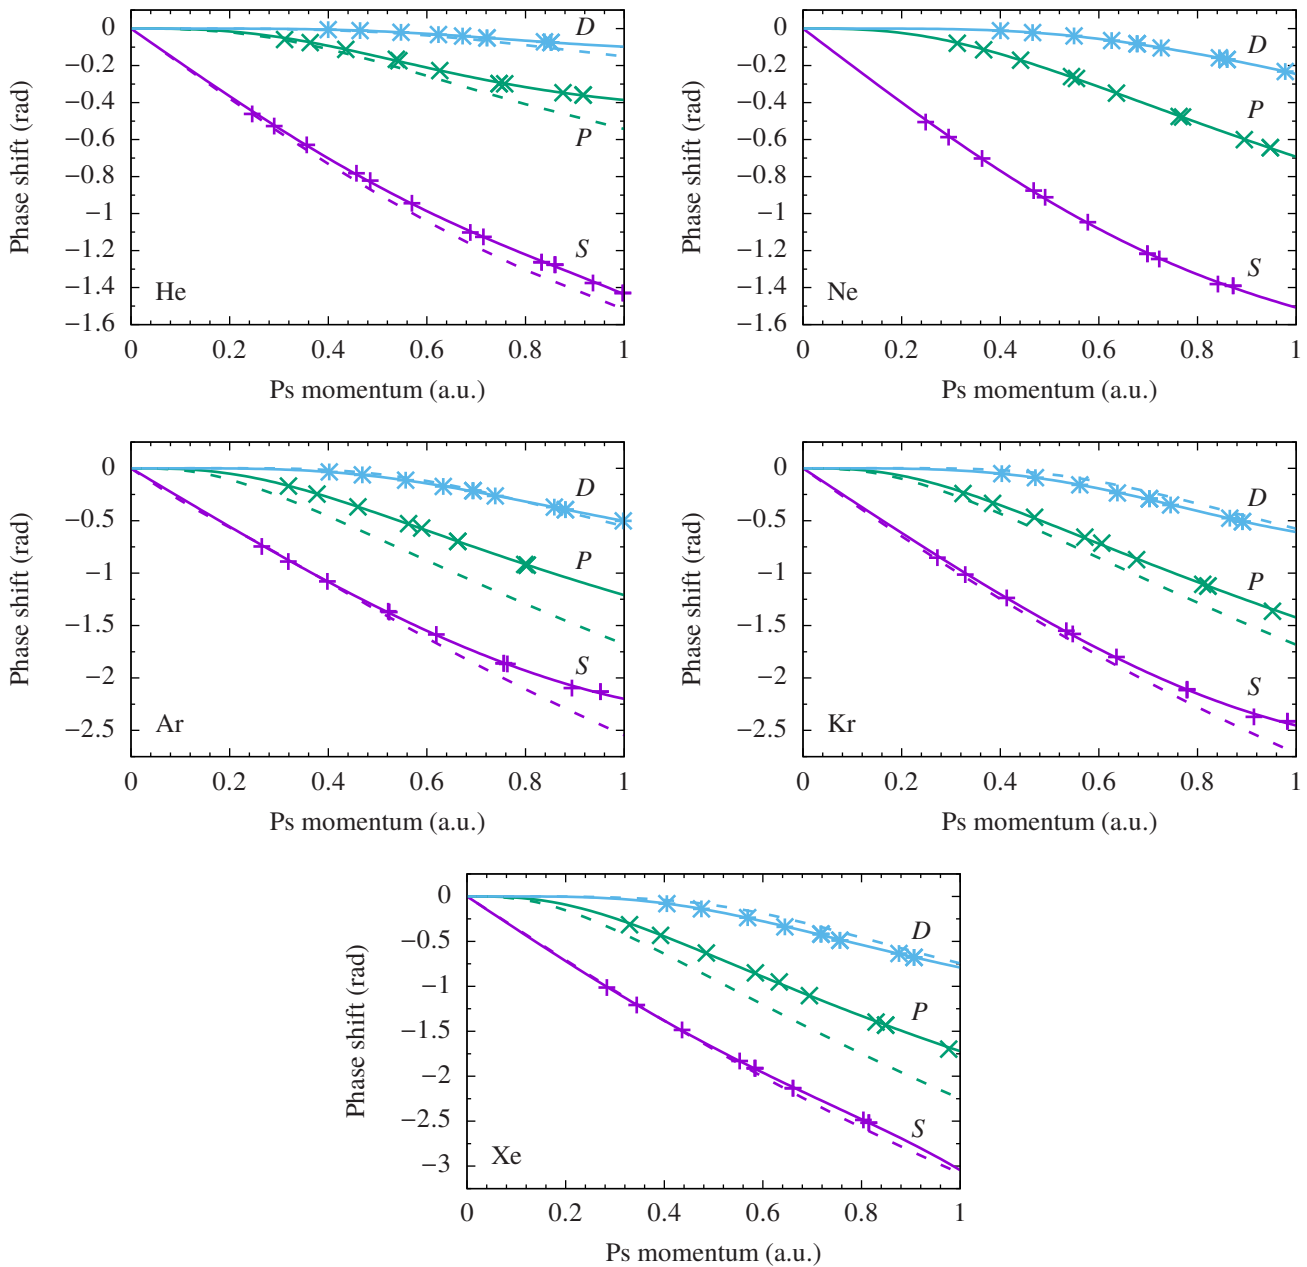 0
−0.2
−0.4
−0.6
−0.8
−1
−1.2
−1.4
−1.6
Phase shift (rad)
D
P
S
He
0 0.2 0.4 0.6 0.8 1
Ps momentum (a.u.)
0
−0.2
−0.4
−0.6
−0.8
−1
−1.2
−1.4
−1.6
Phase shift (rad)
D
P
S
Ne
0 0.2 0.4 0.6 0.8 1
Ps momentum (a.u.)
0
−0.5
−1
−1.5
−2
−2.5
Phase shift (rad)
D
P
S
Ar
0 0.2 0.4 0.6 0.8 1
Ps momentum (a.u.)
0
−0.5
−1
−1.5
−2
−2.5
Phase shift (rad)
D
P
S
Kr
0 0.2 0.4 0.6 0.8 1
Ps momentum (a.u.)
0
−0.5
−1
−1.5
−2
−2.5
−3
Phase shift (rad)
D
P
S
Xe
0 0.2 0.4 0.6 0.8 1
Ps momentum (a.u.)